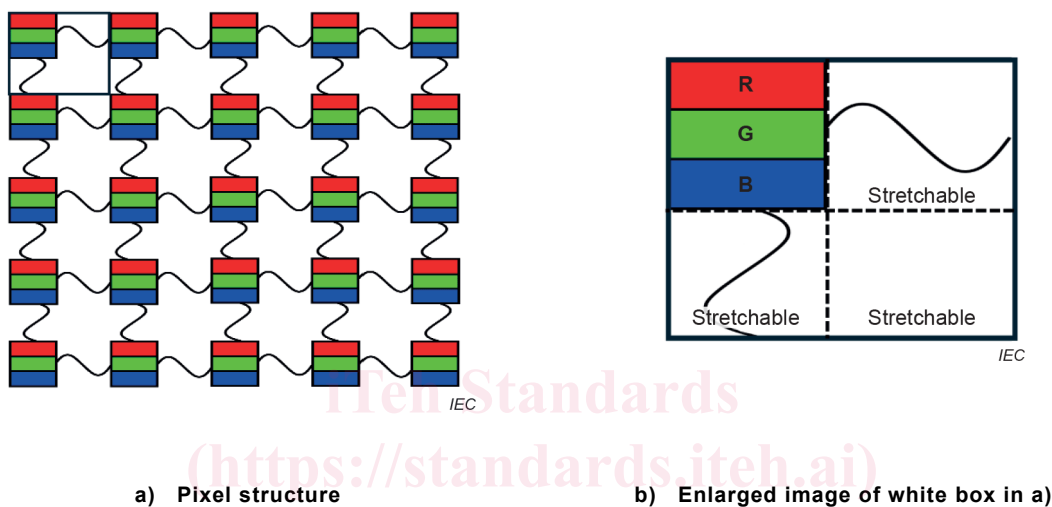 R
G
B
Stretchable
Stretchable
Stretchable
IEC
IEC
iTeh Standards
(https://standards.iteh.ai)
a) Pixel structure
b) Enlarged image of white box in a)